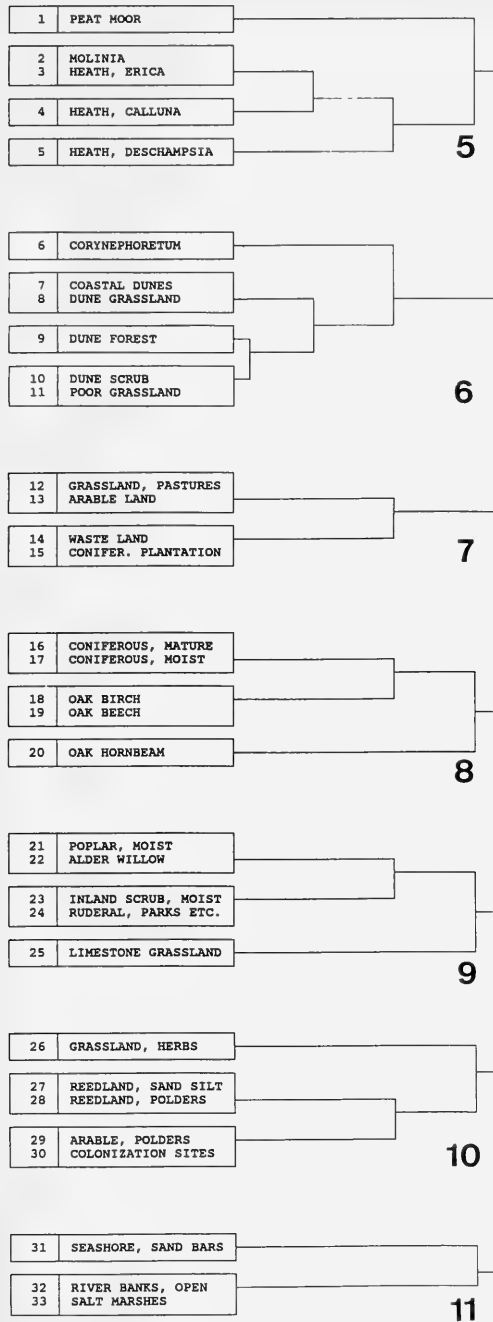 1 PEAT MOOR
2 MOLINIA
3 HEATH, ERICA
4 HEATH, CALLUNA
5 HEATH, DESCHAMPSIA
5
6 CORYNEPHORETUM
7 COASTAL DUNES
8 DUNE GRASSLAND
9 DUNE FOREST
10 DUNE SCRUB
11 POOR GRASSLAND
6
12 GRASSLAND, PASTURES
13 ARABLE LAND
14 WASTE LAND
15 CONIFER. PLANTATION
7
16 CONIFEROUS, MATURE
17 CONIFEROUS, MOIST
18 OAK BIRCH
19 OAK BEECH
20 OAK HORNBEAM
8
21 POPLAR, MOIST
22 ALDER WILLOW
23 INLAND SCRUB, MOIST
24 RUDERAL, PARKS ETC.
25 LIMESTONE GRASSLAND
9
26 GRASSLAND, HERBS
27 REEDLAND, SAND SILT
28 REEDLAND, POLDERS
29 ARABLE, POLDERS
30 COLONIZATION SITES
10
31 SEASHORE, SAND BARS
32 RIVER BANKS, OPEN
33 SALT MARSHES
11